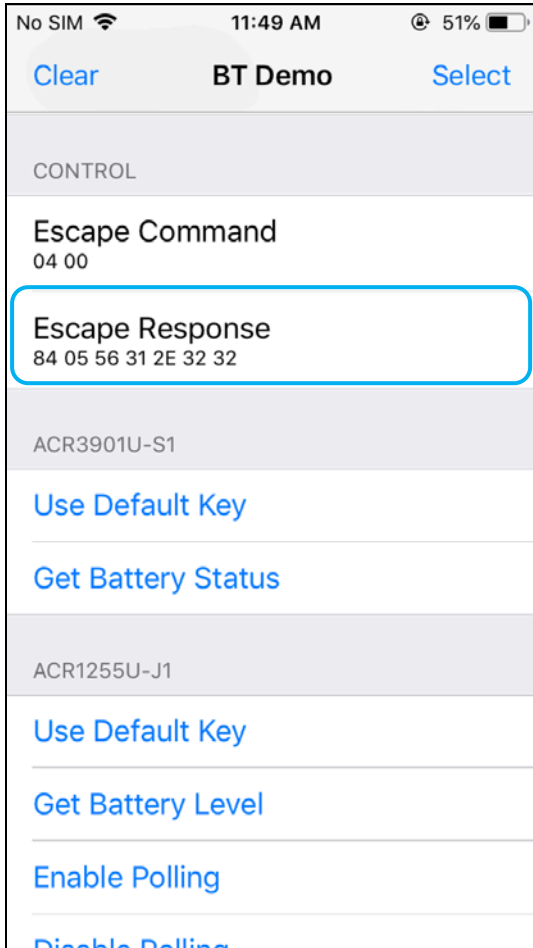 No SIM 11:49 AM 51%
Clear BT Demo Select
CONTROL
Escape Command
04 00
Escape Response
84 05 56 31 2E 32 32
ACR3901U-S1
Use Default Key
Get Battery Status
ACR1255U-J1
Use Default Key
Get Battery Level
Enable Polling
Disable Polling